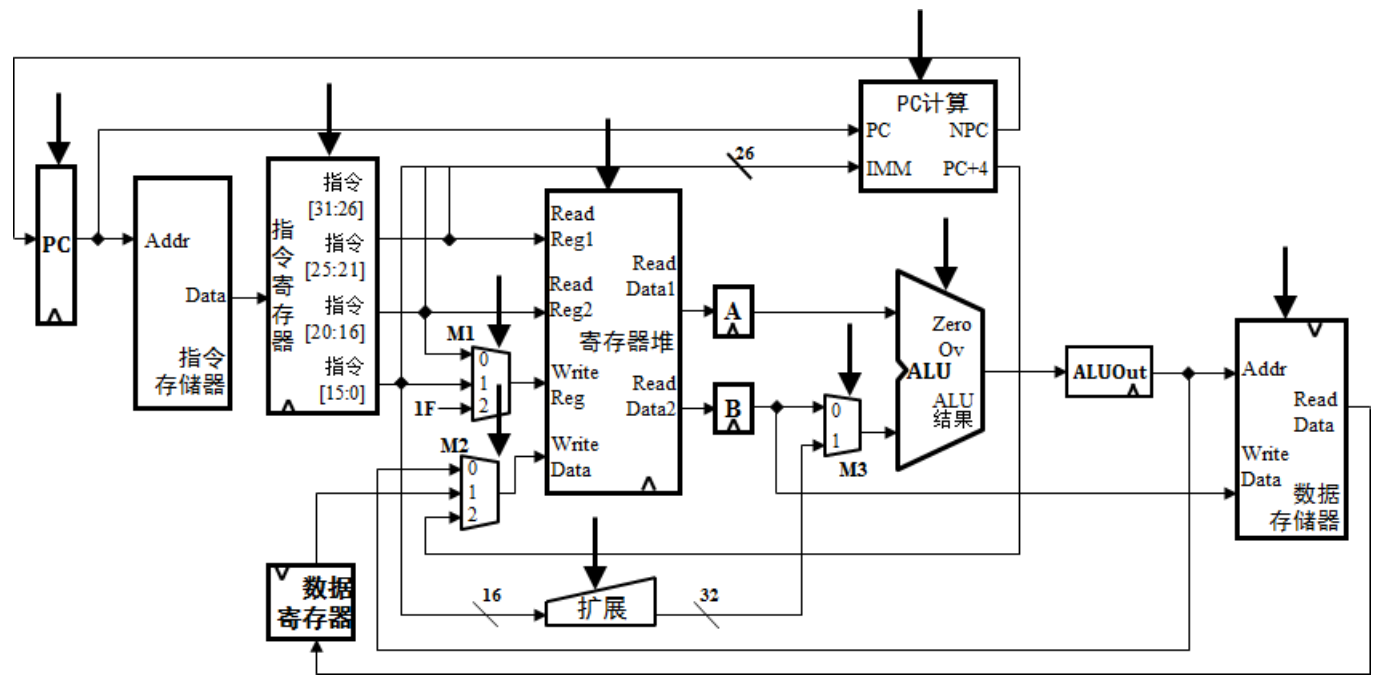 PC计算
PC
NPC
IMM
PC+4
26
PC
Addr
Data
指令
存储器
指令寄存器
指令
[31:26]
指令
[25:21]
指令
[20:16]
指令
[15:0]
M1
0
1
2
1F
M2
0
1
2
Read
Reg1
Read
Reg2
Write
Reg
Write
Data
Read
Data1
寄存器堆
Read
Data2
A
B
0
1
M3
Zero
Ov
ALU
ALU
结果
ALUOut
Addr
Read
Data
Write
Data
数据
存储器
数据
寄存器
16
扩展
32